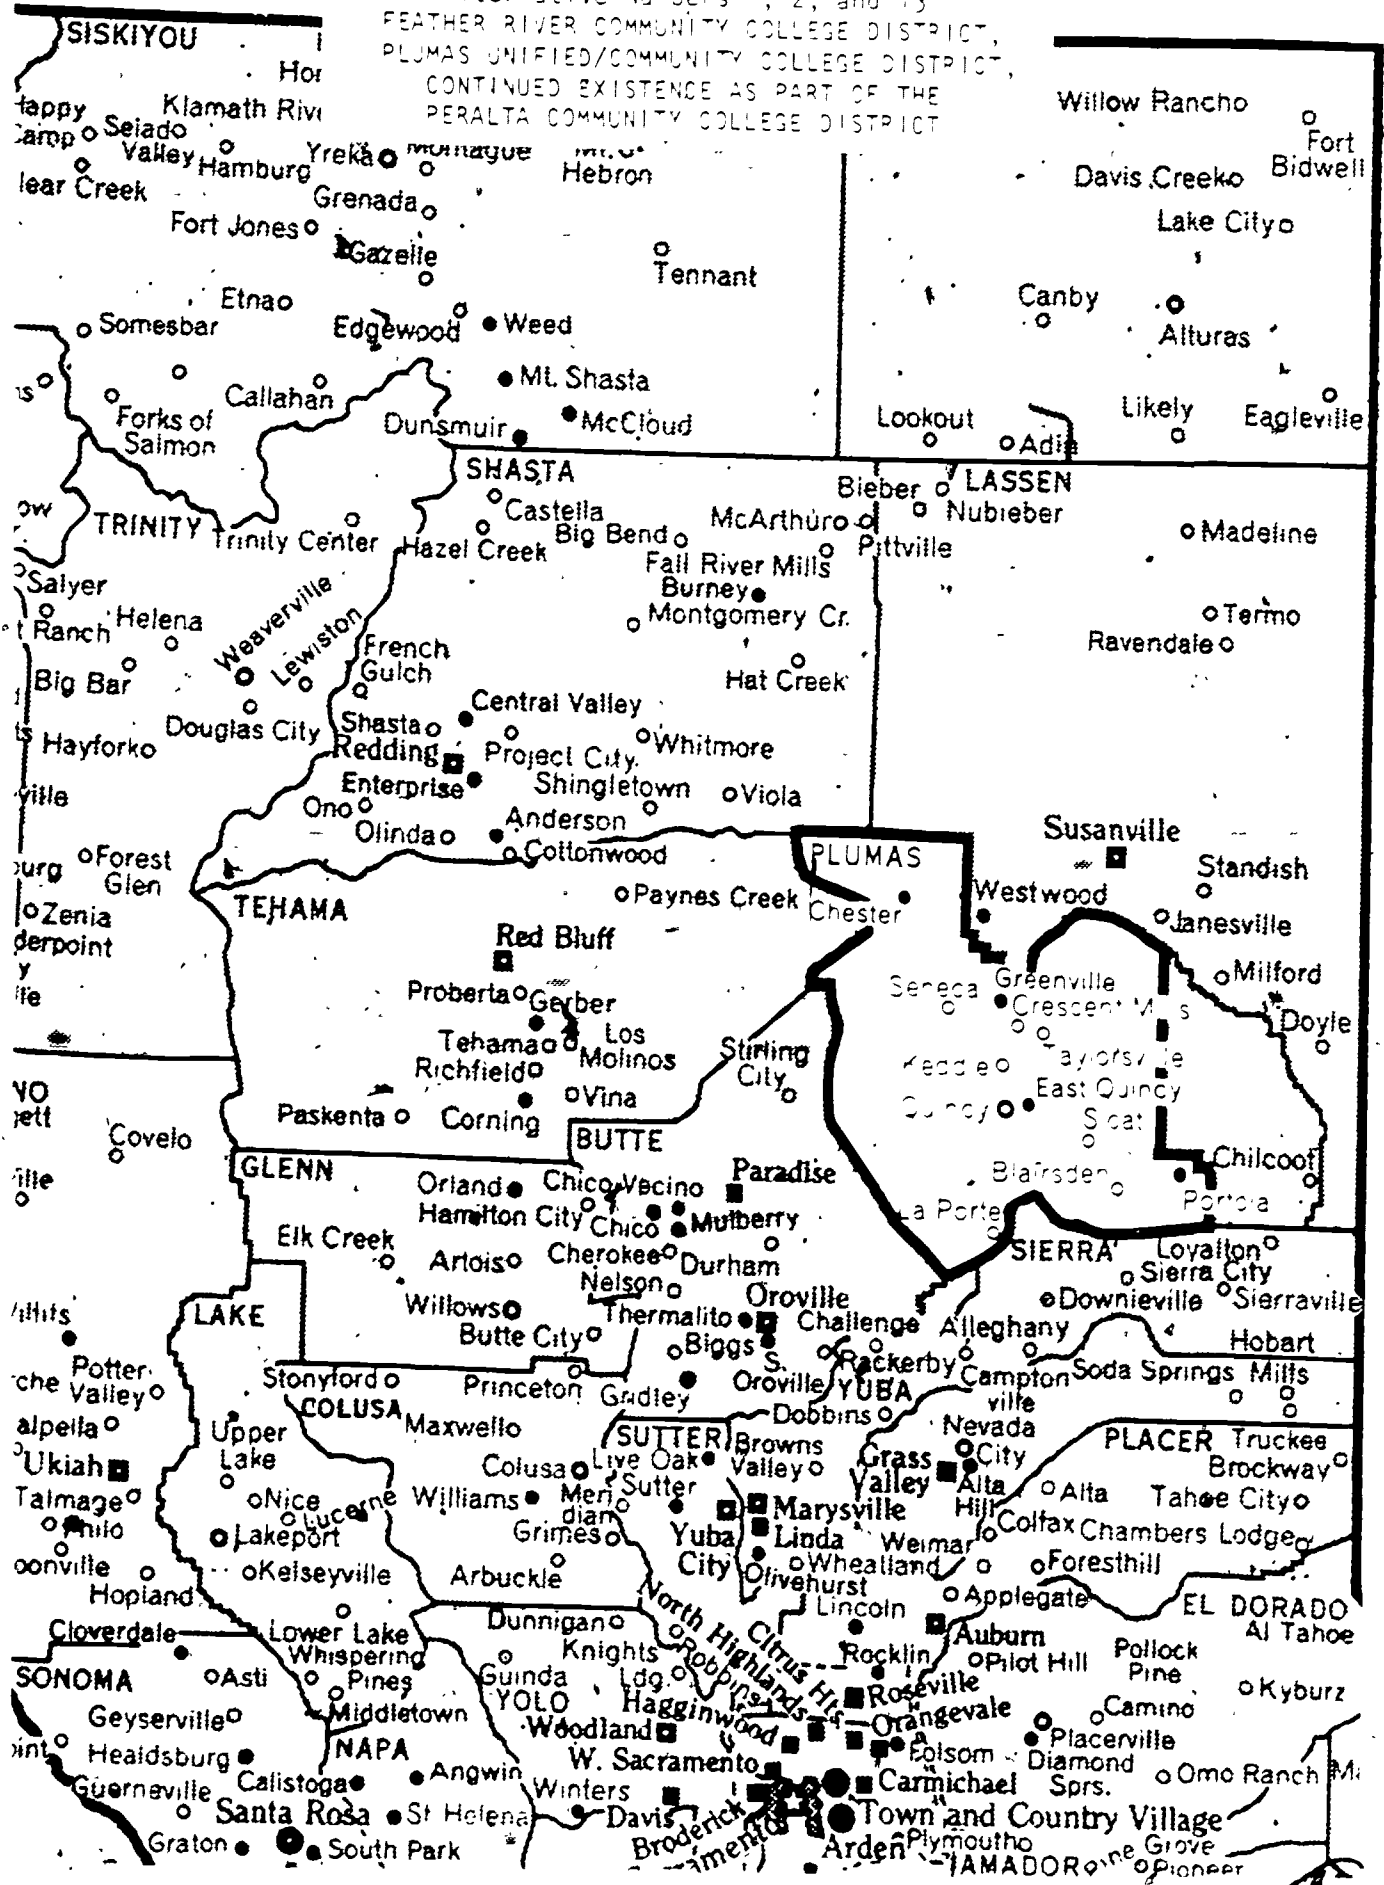 FEATHER RIVER COMMUNITY COLLEGE DISTRICT,
PLUMAS UNIFIED/COMMUNITY COLLEGE DISTRICT,
CONTINUED EXISTENCE AS PART OF THE
PERALTA COMMUNITY COLLEGE DISTRICT
SISKIYOU
Klamath
Seiado
Valley
Hamburg
Yreka
Montague
Hebron
Willow Rancho
Fort
Bidwell
Davis Creek
Creek
Grenada
Fort Jones
Gazelle
Lake City
Tennant
Etna
Canby
Somesbar
Edgewood
Weed
Alturas
Mt. Shasta
Callahan
Forks of
Salmon
Dunsmuir
McCloud
Lookout
Likely
Eagleville
Adin
SHASTA
Castella
Bieber
LASSEN
Nubieber
TRINITY
Trinity Center
Hazel Creek
Big Bend
McArthur
Pittville
Madeline
Fall River Mills
Burney
Salyer
Ranch
Helena
Weaverville
Lewiston
Montgomery Cr.
Termo
Ravendale
French
Gulch
Big Bar
Hat Creek
Central Valley
Douglas City
Shasta
Hayfork
Redding
Project City
Whitmore
Enterprise
Shingletown
Viola
Ono
Olinda
Anderson
Cottonwood
PLUMAS
Susanville
Forest
Glen
Standish
Zenia
TEHAMA
Paynes Creek
Chester
Westwood
Janesville
Red Bluff
Seneca
Greenville
Milford
Proberta
Gerber
Crescent
Doyle
Tehama
Los
Molinos
Stirling
City
Taylorsville
Richfield
Keddie
Vina
East Quincy
Paskenta
Corning
Quincy
Covelo
BUTTE
GLENN
Paradise
Blairsden
Chilcoot
Orland
Chico Vecino
Portola
Hamilton City
Chico
Mulberry
La Porte
Elk Creek
Artois
Cherokee
Durham
SIERRA
Loyalton
Nelson
Sierra City
Oroville
Willows
Thermalito
Downieville
Sierraville
LAKE
Butte City
Biggs
Challenge
Alleghany
Hobart
Mills
Potter
Valley
S.
Oroville
Rackerby
Campton
ville
Soda Springs
Stonyford
Princeton
Gridley
YUBA
COLUSA
Maxwell
Dobbins
Nevada
City
Upper
Lake
SUTTER
Browns
Valley
Grass
Valley
PLACER
Truckee
Ukiah
Colusa
Live Oak
Brockway
Talmage
Nice
Lucerne
Williams
Meri
dian
Sutter
Alta
Hill
Alta
Tahoe City
Philo
Lakeport
Grimes
Yuba
City
Marysville
Linda
Weimar
Colfax
Chambers Lodge
Kelseyville
Arbuckle
Wheatland
Olivehurst
Foresthill
Hopland
Applegate
Cloverdale
Lower Lake
Dunnigan
North Highlands
Citrus Hts.
Lincoln
EL DORADO
Al Tahoe
Whispering
Pines
Knights
Ldg.
Robbins
Rocklin
Auburn
Pollock
Pine
SONOMA
Asti
Guinda
YOLO
Pilot Hill
Hagginwood
Roseville
Kyburz
Geyserville
Middletown
Woodland
Orangevale
Camino
Healdsburg
NAPA
W. Sacramento
Folsom
Placerville
Guerneville
Calistoga
Angwin
Winters
Carmichael
Diamond
Sprs.
Omo Ranch
Santa Rosa
St Helena
Davis
Broderick
Town and Country Village
Graton
South Park
Arden
Plymouth
Grove
AMADOR
Pioneer